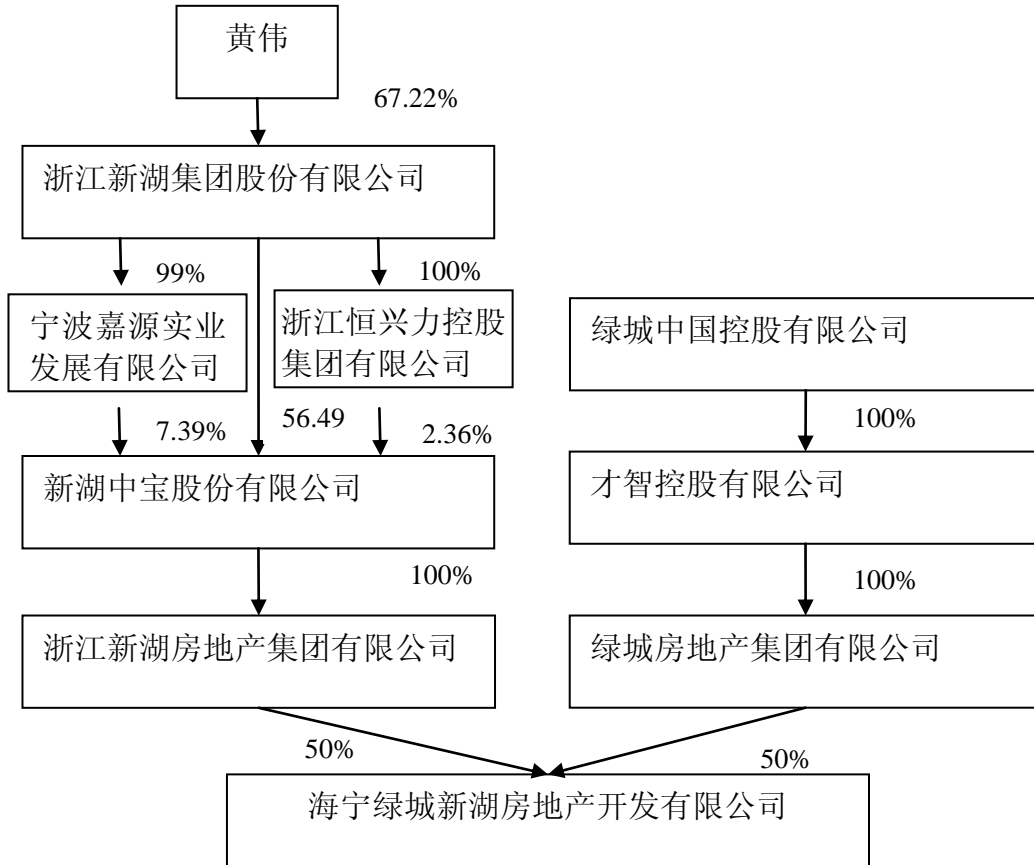 黄伟
67.22%
浙江新湖集团股份有限公司
99%
100%
宁波嘉源实业
发展有限公司
浙江恒兴力控股
集团有限公司
绿城中国控股有限公司
7.39%
56.49
2.36%
100%
新湖中宝股份有限公司
才智控股有限公司
100%
100%
浙江新湖房地产集团有限公司
绿城房地产集团有限公司
50%
50%
海宁绿城新湖房地产开发有限公司